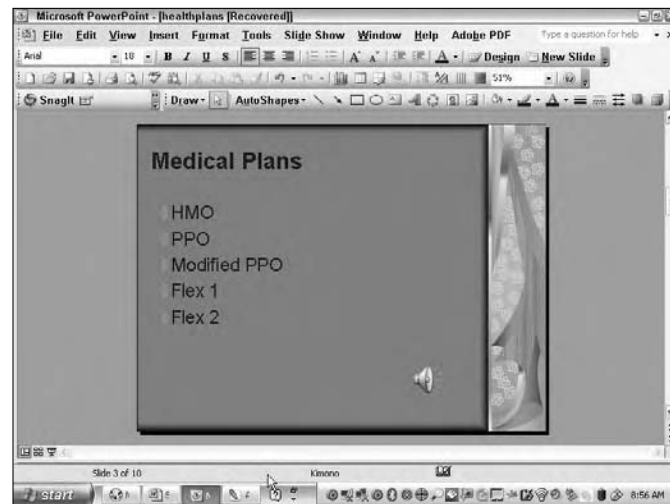 Microsoft PowerPoint - [healthplans [Recovered]]
File Edit View Insert Format Tools Slide Show Window Help Adobe PDF Type a question for help
Arial 18 B I U S A A A Design New Slide
51%
SnagIt Draw AutoShapes A
Medical Plans
HMO
PPO
Modified PPO
Flex 1
Flex 2
Slide 3 of 10 Kimono
start 8:56 AM